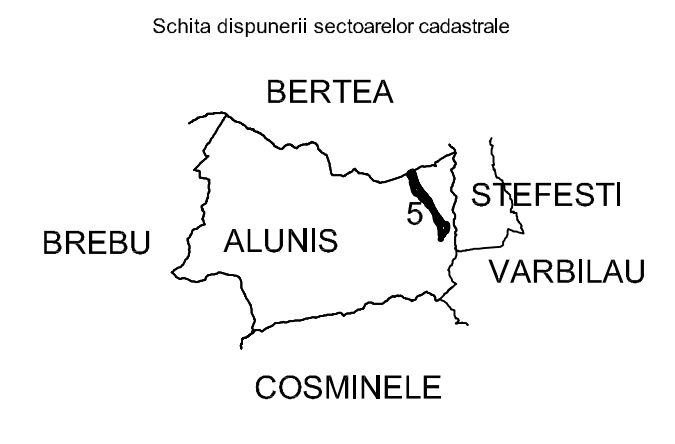 Schita dispunerii sectoarelor cadastrale
BERTEA
STEFESTI
5
BREBU
ALUNIS
VARBILAU
COSMINELE